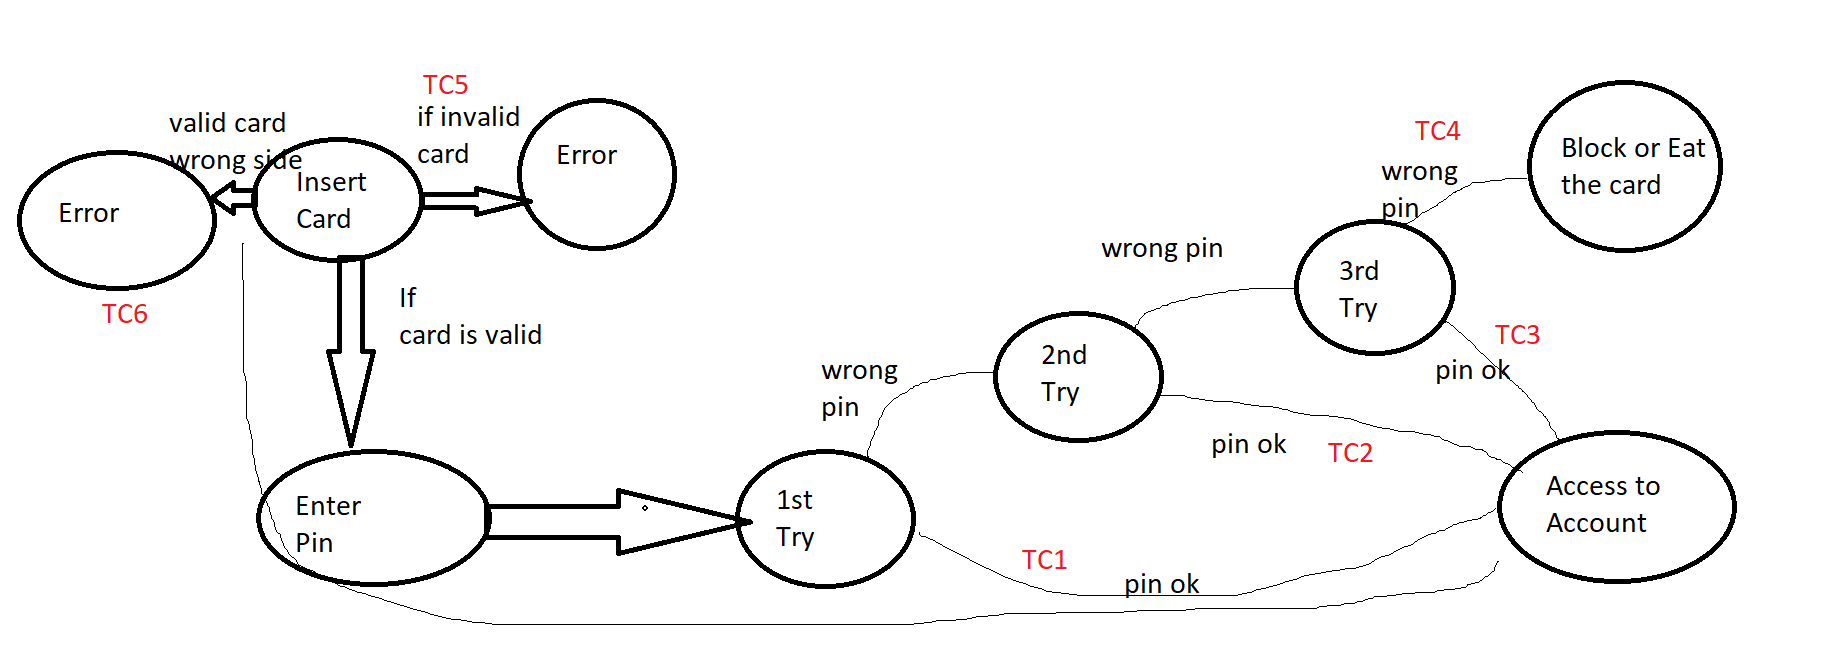 TC5
valid card
wrong side
if invalid
card
Error
Insert
Card
Error
TC6
If
card is valid
Enter
Pin
1st
Try
wrong
pin
2nd
Try
wrong pin
3rd
Try
TC4
wrong
pin
Block or Eat
the card
TC3
pin ok
pin ok
TC2
TC1
pin ok
Access to
Account